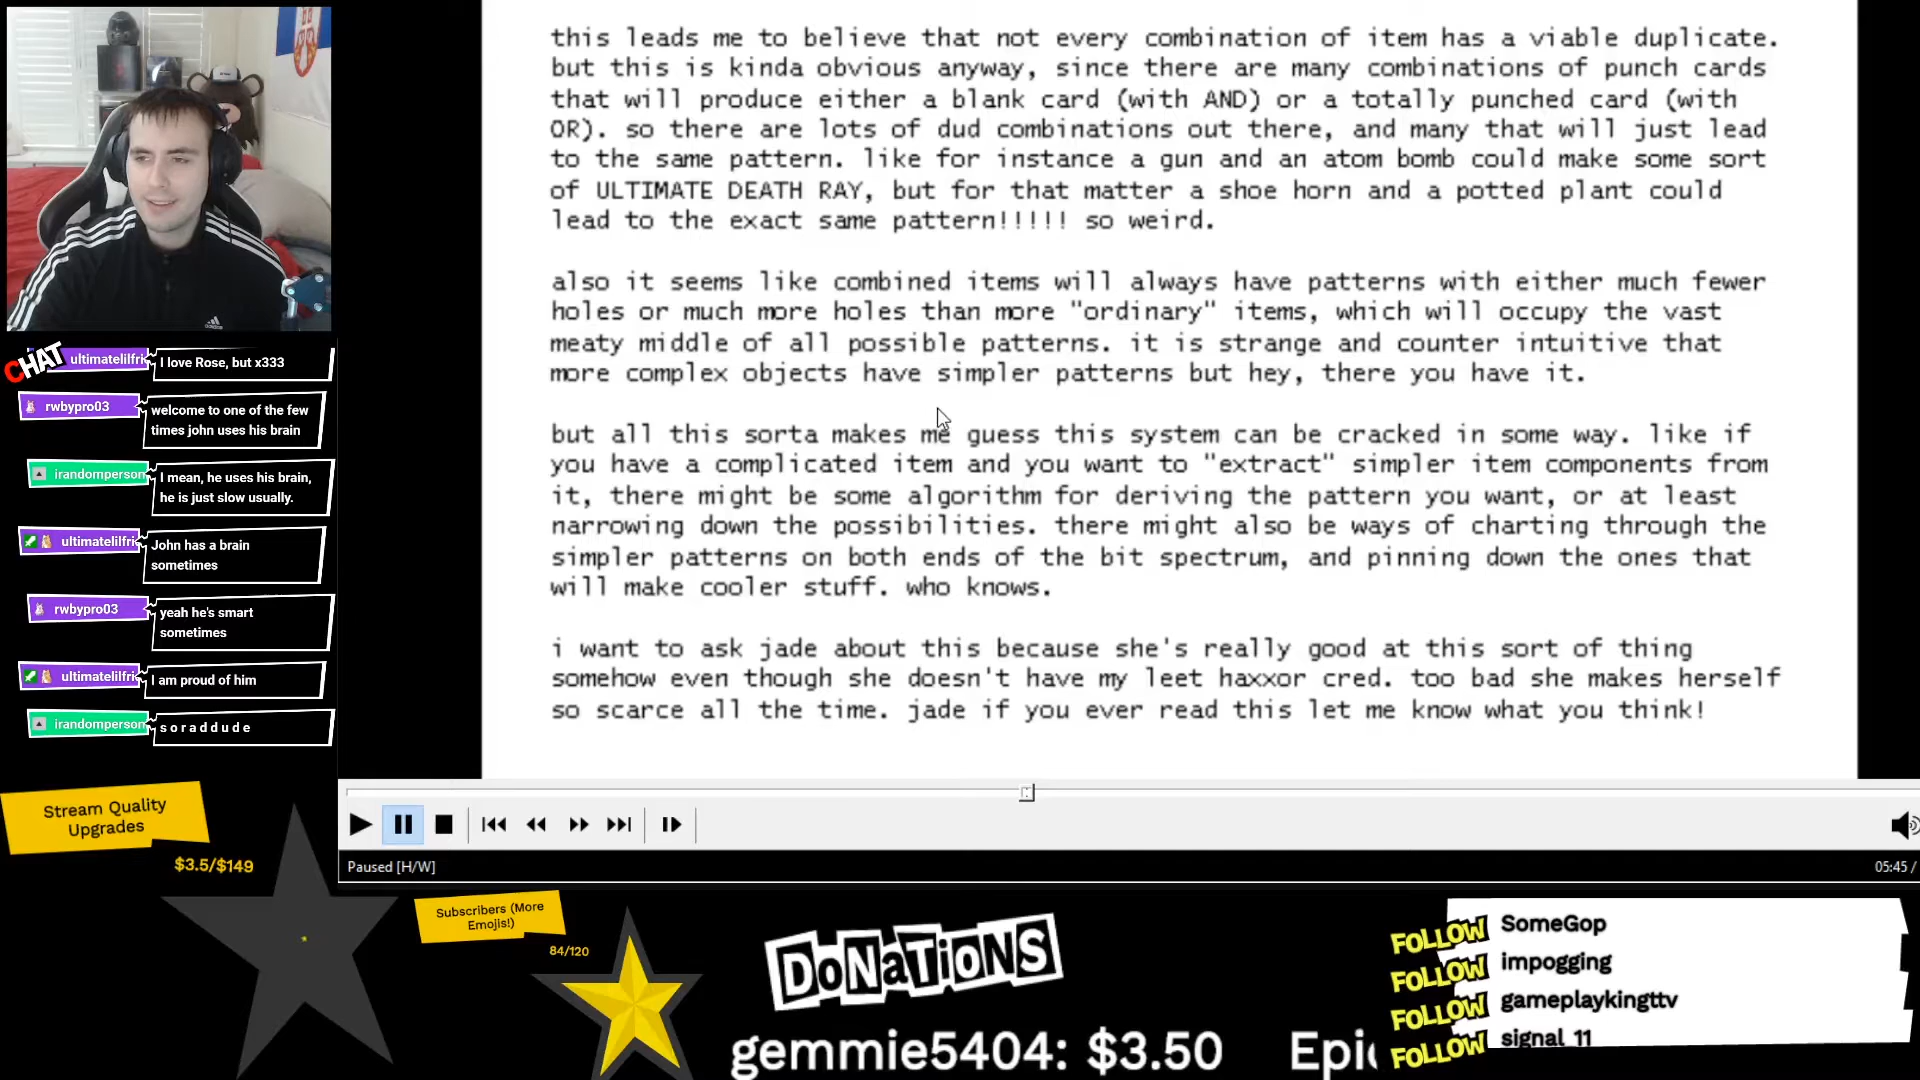 this leads me to believe that not every combination of item has a viable duplicate.
but this is kinda obvious anyway, since there are many combinations of punch cards
that will produce either a blank card (with AND) or a totally punched card (with
OR). so there are lots of dud combinations out there, and many that will just lead
to the same pattern. like for instance a gun and an atom bomb could make some sort
of ULTIMATE DEATH RAY, but for that matter a shoe horn and a potted plant could
lead to the exact same pattern!!!!! so weird.
also it seems like combined items will always have patterns with either much fewer
holes or much more holes than more "ordinary" items, which will occupy the vast
meaty middle of all possible patterns. it is strange and counter intuitive that
more complex objects have simpler patterns but hey, there you have it.
but all this sorta makes me guess this system can be cracked in some way. like if
you have a complicated item and you want to "extract" simpler item components from
it, there might be some algorithm for deriving the pattern you want, or at least
narrowing down the possibilities. there might also be ways of charting through the
simpler patterns on both ends of the bit spectrum, and pinning down the ones that
will make cooler stuff. who knows.
i want to ask jade about this because she's really good at this sort of thing
somehow even though she doesn't have my leet haxxor cred. too bad she makes herself
so scarce all the time. jade if you ever read this let me know what you think!
adidas
CHAT
ultimatelilfri
I love Rose, but x333
rwbypro03
welcome to one of the few
times john uses his brain
irandomperson
I mean, he uses his brain,
he is just slow usually.
ultimatelilfri
John has a brain
sometimes
rwbypro03
yeah he's smart
sometimes
ultimatelilfri
I am proud of him
irandomperson
s o r a d d u d e
Paused [H/W]
05:45 /
Stream Quality
Upgrades
$3.5/$149
Subscribers (More
Emojis!)
84/120
DoNaTiONS
gemmie5404: $3.50
Epic
FOLLOW SomeGop
FOLLOW impogging
FOLLOW gameplaykingttv
FOLLOW signal_11